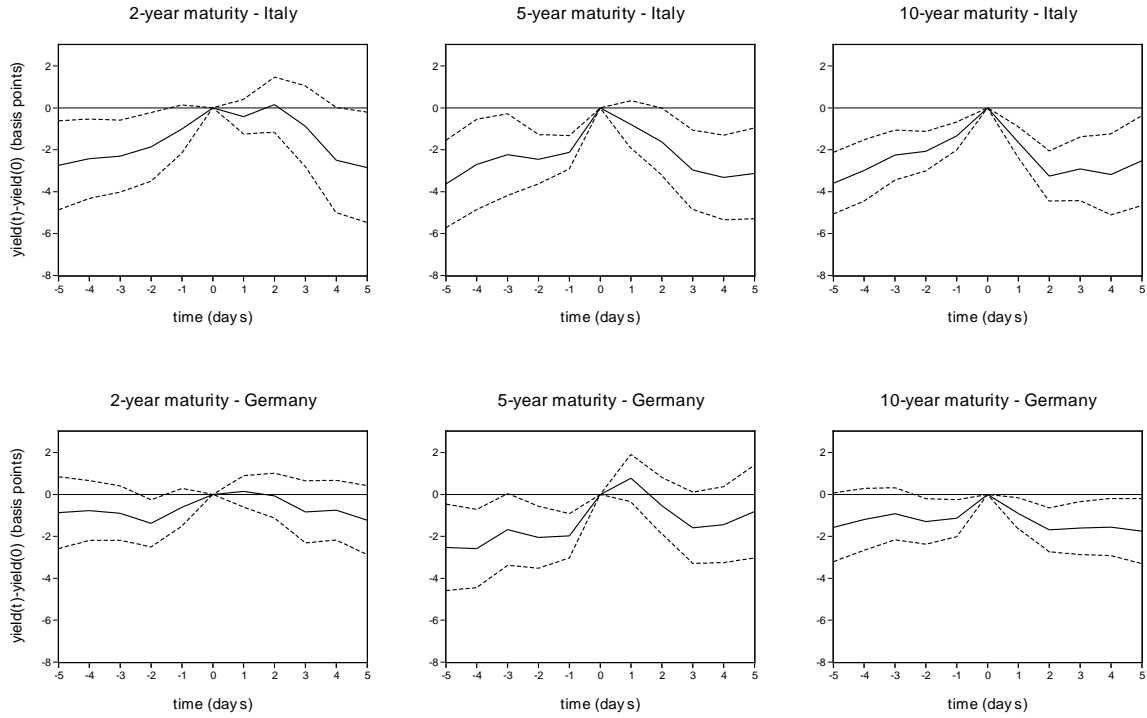 2-year maturity - Italy
5-year maturity - Italy
10-year maturity - Italy
yield(t)-yield(0) (basis points)
2
0
-2
-4
-6
-8
-5 -4 -3 -2 -1 0 1 2 3 4 5
time (days)
2
0
-2
-4
-6
-8
-5 -4 -3 -2 -1 0 1 2 3 4 5
time (days)
2
0
-2
-4
-6
-8
-5 -4 -3 -2 -1 0 1 2 3 4 5
time (days)
2-year maturity - Germany
5-year maturity - Germany
10-year maturity - Germany
yield(t)-yield(0) (basis points)
2
0
-2
-4
-6
-8
-5 -4 -3 -2 -1 0 1 2 3 4 5
time (days)
2
0
-2
-4
-6
-8
-5 -4 -3 -2 -1 0 1 2 3 4 5
time (days)
2
0
-2
-4
-6
-8
-5 -4 -3 -2 -1 0 1 2 3 4 5
time (days)